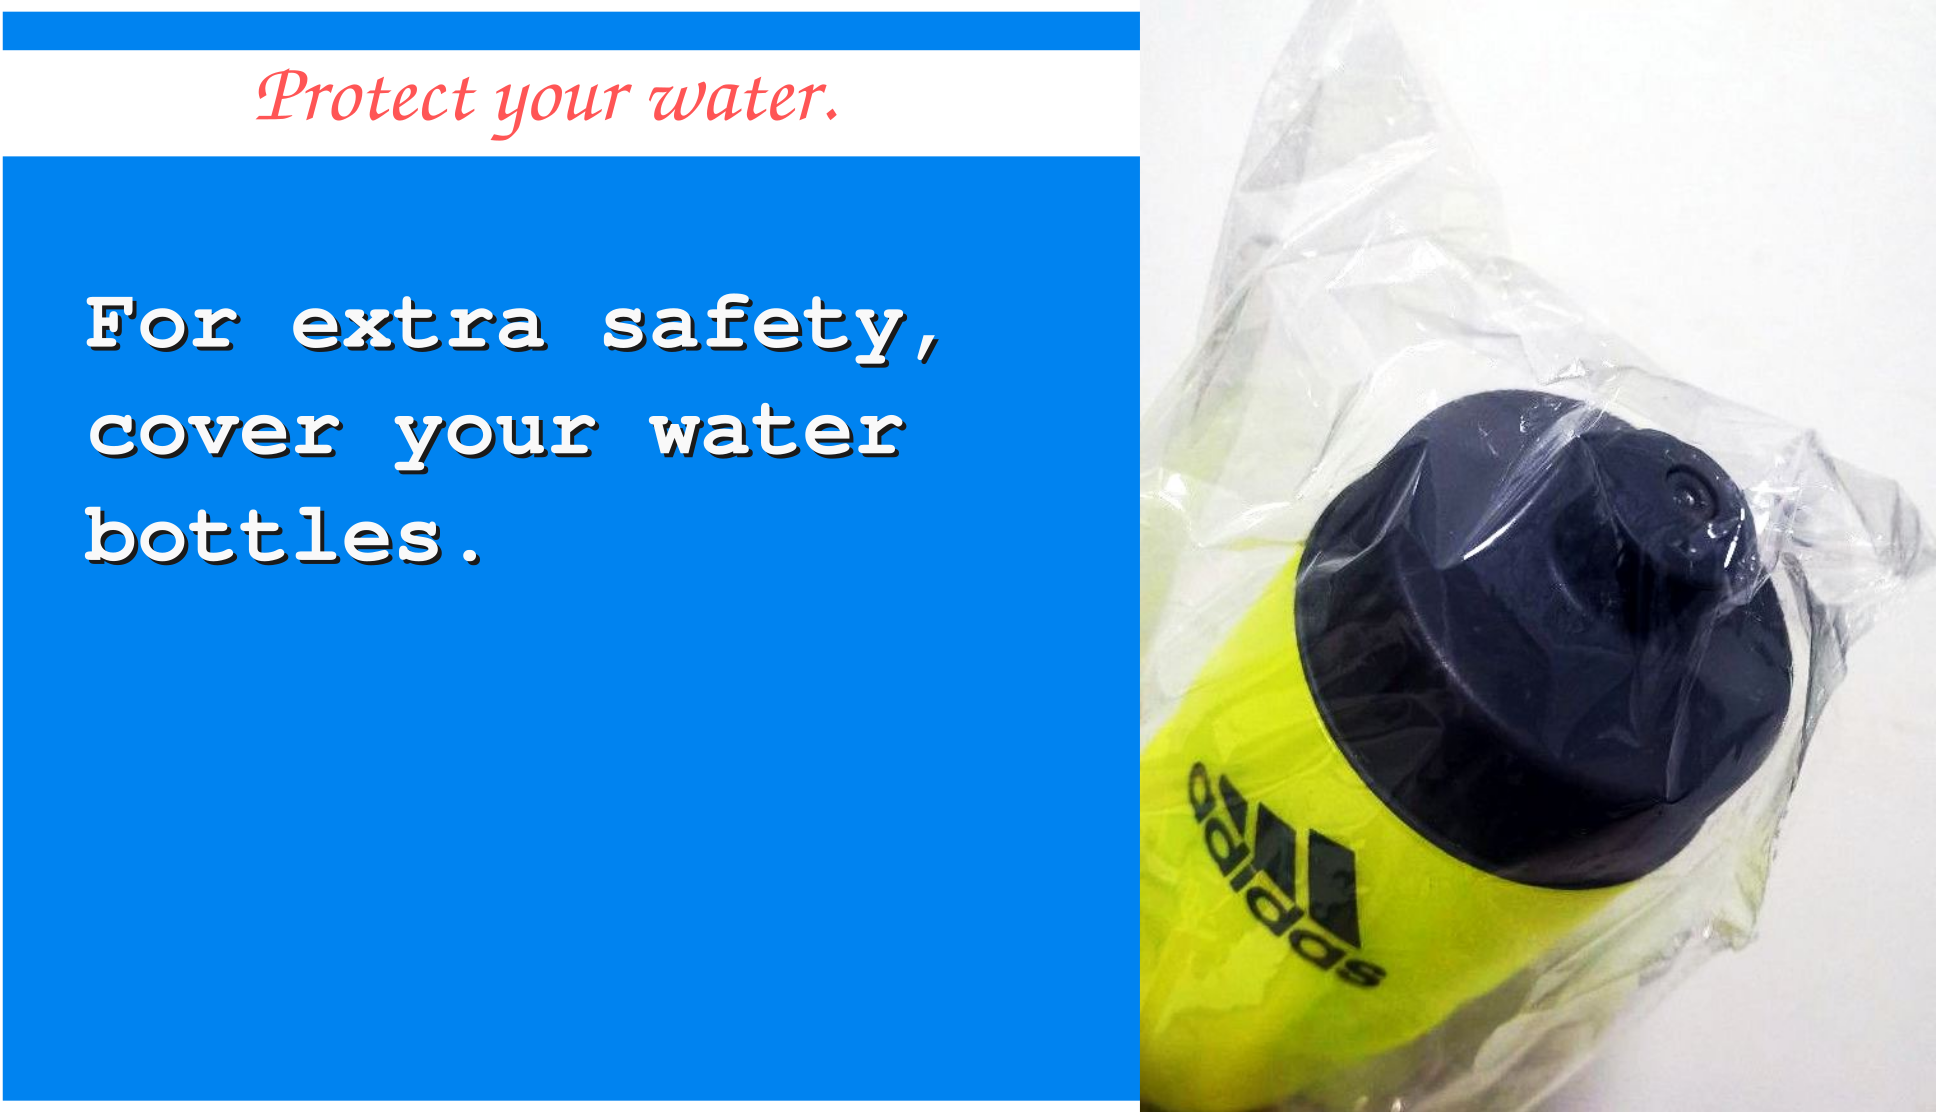 Protect your water.
For extra safety,
cover your water
bottles.
adidas